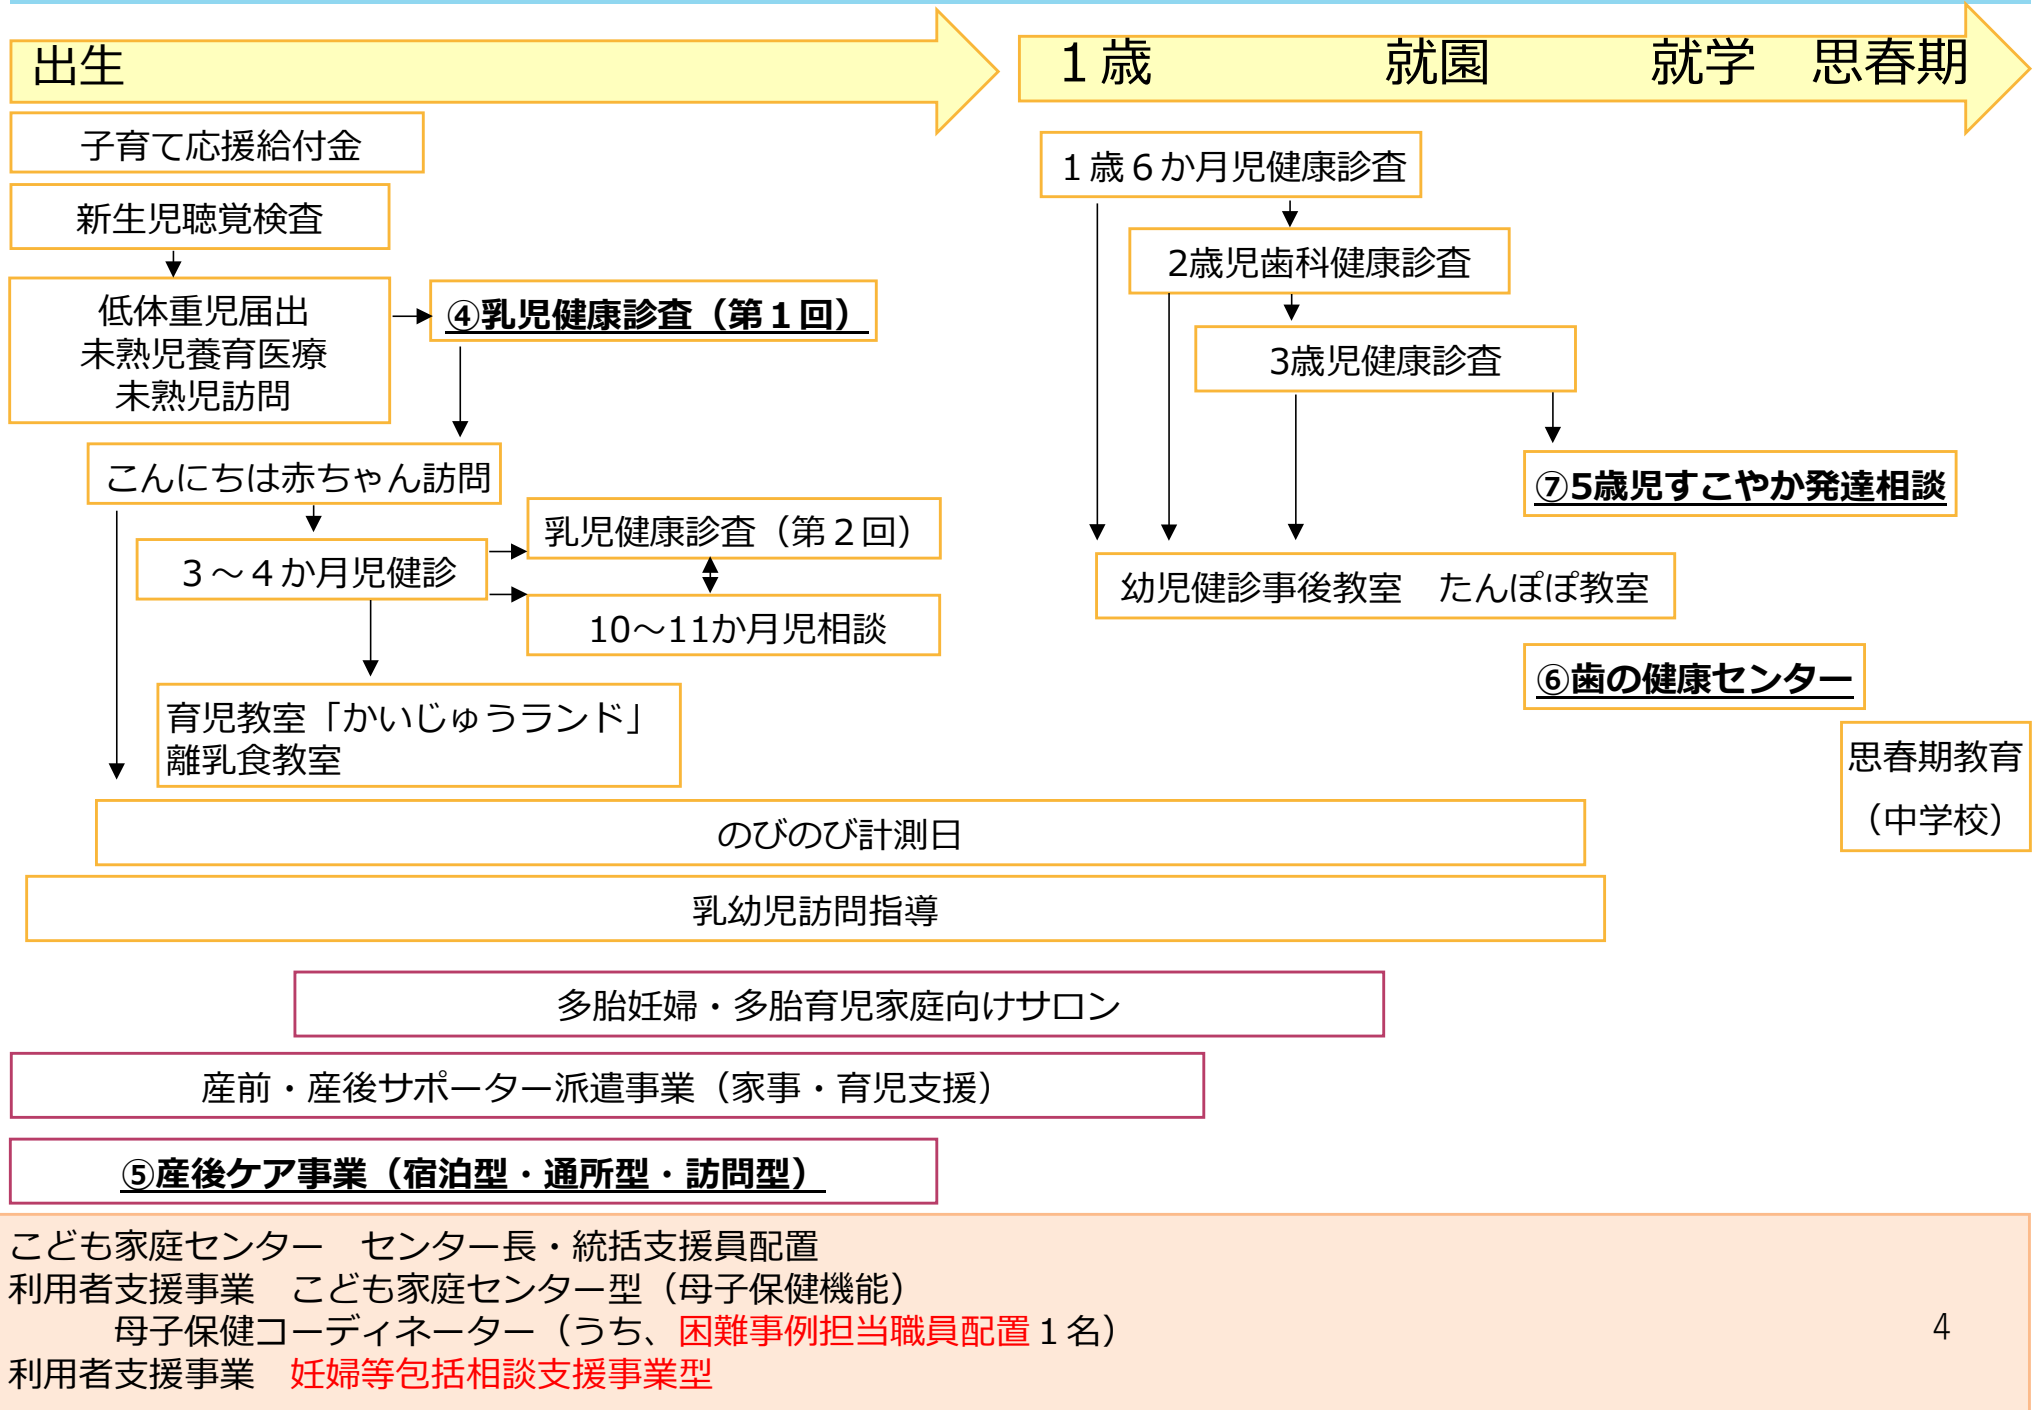 出生
１歳　就園　就学　思春期
子育て応援給付金
新生児聴覚検査
低体重児届出
未熟児養育医療
未熟児訪問
④乳児健康診査（第１回）
こんにちは赤ちゃん訪問
３～４か月児健診
乳児健康診査（第２回）
10～11か月児相談
育児教室「かいじゅうランド」
離乳食教室
１歳６か月児健康診査
2歳児歯科健康診査
3歳児健康診査
⑦5歳児すこやか発達相談
幼児健診事後教室　たんぽぽ教室
⑥歯の健康センター
思春期教育
（中学校）
のびのび計測日
乳幼児訪問指導
多胎妊婦・多胎育児家庭向けサロン
産前・産後サポーター派遣事業（家事・育児支援）
⑤産後ケア事業（宿泊型・通所型・訪問型）
こども家庭センター　センター長・統括支援員配置
利用者支援事業　こども家庭センター型（母子保健機能）
母子保健コーディネーター（うち、困難事例担当職員配置１名）
利用者支援事業　妊婦等包括相談支援事業型
4